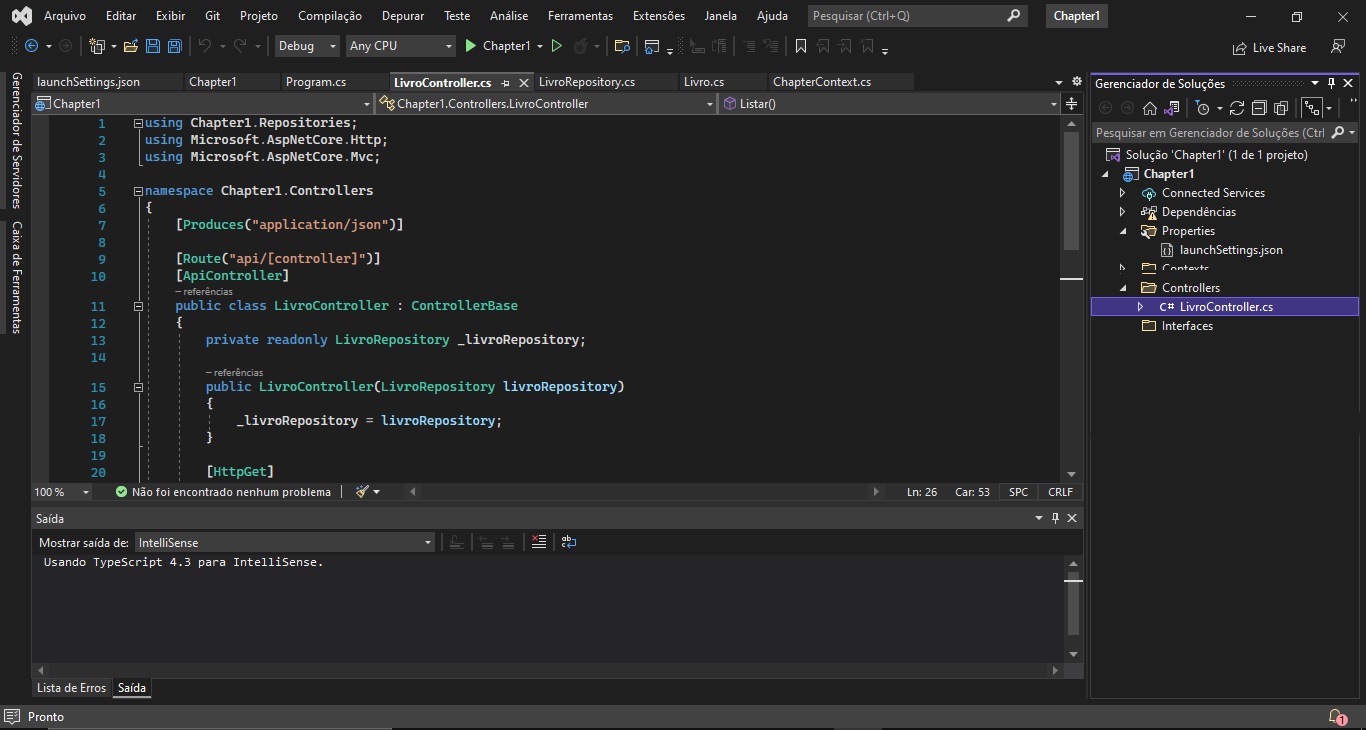 Arquivo Editar Exibir Git Projeto Compilação Depurar Teste Análise Ferramentas Extensões Janela Ajuda Pesquisar (Ctrl+Q) Chapter1
Debug Any CPU Chapter1 Live Share
Gerenciador de Servidores
Caixa de Ferramentas
launchSettings.json Chapter1 Program.cs LivroController.cs LivroRepository.cs Livro.cs ChapterContext.cs
Chapter1 Chapter1.Controllers.LivroController Listar()
1 using Chapter1.Repositories;
2 using Microsoft.AspNetCore.Http;
3 using Microsoft.AspNetCore.Mvc;
4
5 namespace Chapter1.Controllers
6 {
7 [Produces("application/json")]
8
9 [Route("api/[controller]")]
10 [ApiController]
– referências
11 public class LivroController : ControllerBase
12 {
13 private readonly LivroRepository _livroRepository;
14
– referências
15 public LivroController(LivroRepository livroRepository)
16 {
17 _livroRepository = livroRepository;
18 }
19
20 [HttpGet]
100 % Não foi encontrado nenhum problema Ln: 26 Car: 53 SPC CRLF
Saída
Mostrar saída de: IntelliSense
Usando TypeScript 4.3 para IntelliSense.
Lista de Erros Saída
Gerenciador de Soluções
Pesquisar em Gerenciador de Soluções (Ctrl
Solução 'Chapter1' (1 de 1 projeto)
Chapter1
Connected Services
Dependências
Properties
launchSettings.json
Contexts
Controllers
C# LivroController.cs
Interfaces
Pronto 1